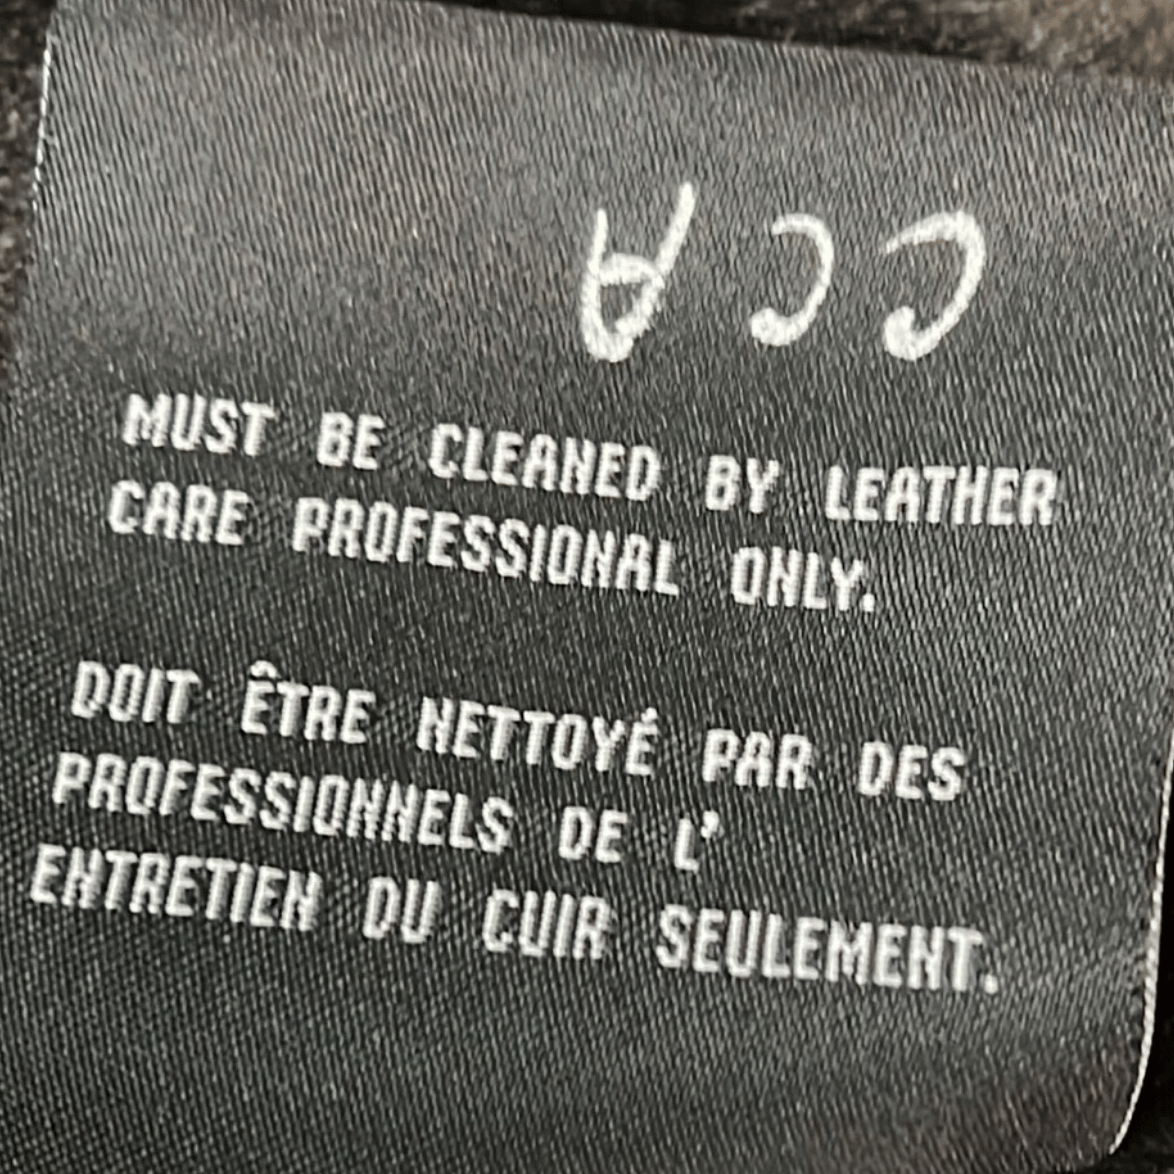 CCA
MUST BE CLEANED BY LEATHER
CARE PROFESSIONAL ONLY.
DOIT ÊTRE NETTOYÉ PAR DES
PROFESSIONNELS DE L'
ENTRETIEN DU CUIR SEULEMENT.